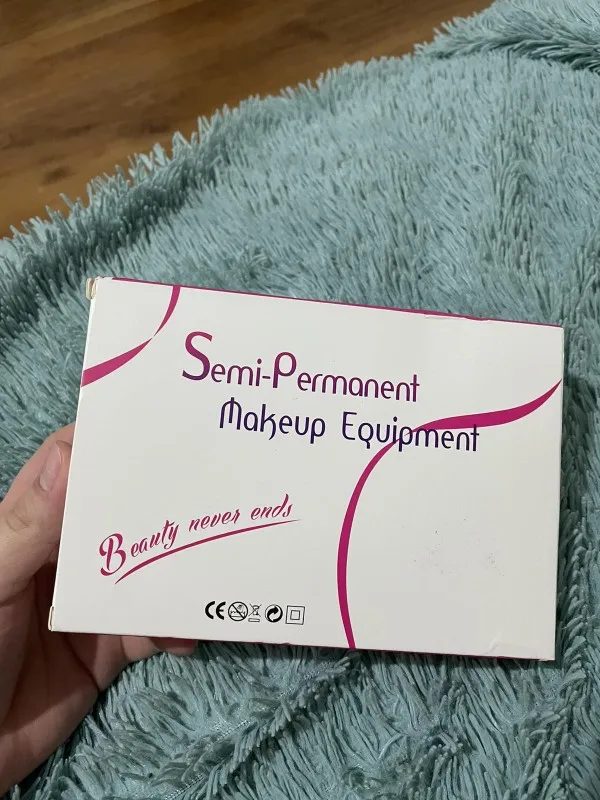 Semi-Permanent
Makeup Equipment
Beauty never ends
CE